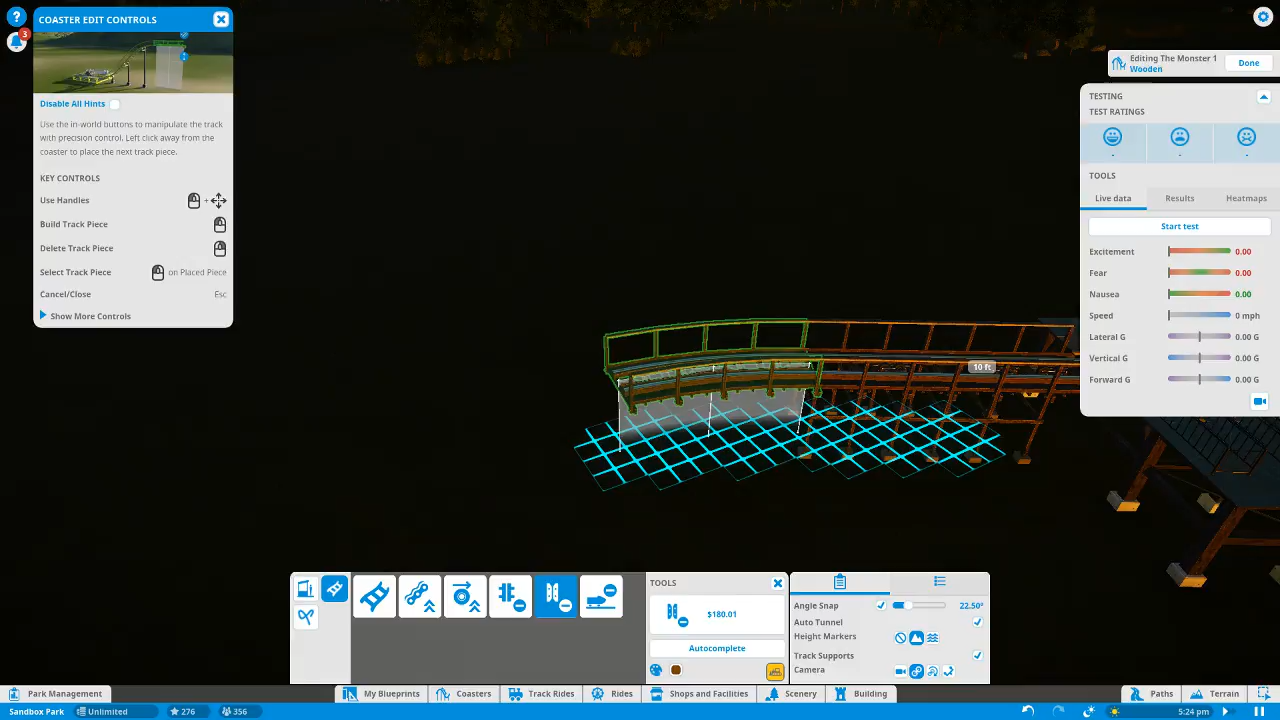 COASTER EDIT CONTROLS
3
Disable All Hints
Use the in-world buttons to manipulate the track
with precision control. Left click away from the
coaster to place the next track piece.
KEY CONTROLS
Use Handles
+
Build Track Piece
Delete Track Piece
Select Track Piece
on Placed Piece
Cancel/Close
Esc
Show More Controls
Editing The Monster 1
Wooden
Done
TESTING
TEST RATINGS
-
-
-
TOOLS
Live data
Results
Heatmaps
Start test
Excitement
0.00
Fear
0.00
Nausea
0.00
Speed
0 mph
Lateral G
0.00 G
Vertical G
0.00 G
Forward G
0.00 G
10 ft
TOOLS
$180.01
Autocomplete
Angle Snap
22.50°
Auto Tunnel
Height Markers
Track Supports
Camera
Park Management
My Blueprints
Coasters
Track Rides
Rides
Shops and Facilities
Scenery
Building
Paths
Terrain
Sandbox Park
Unlimited
276
356
5:24 pm